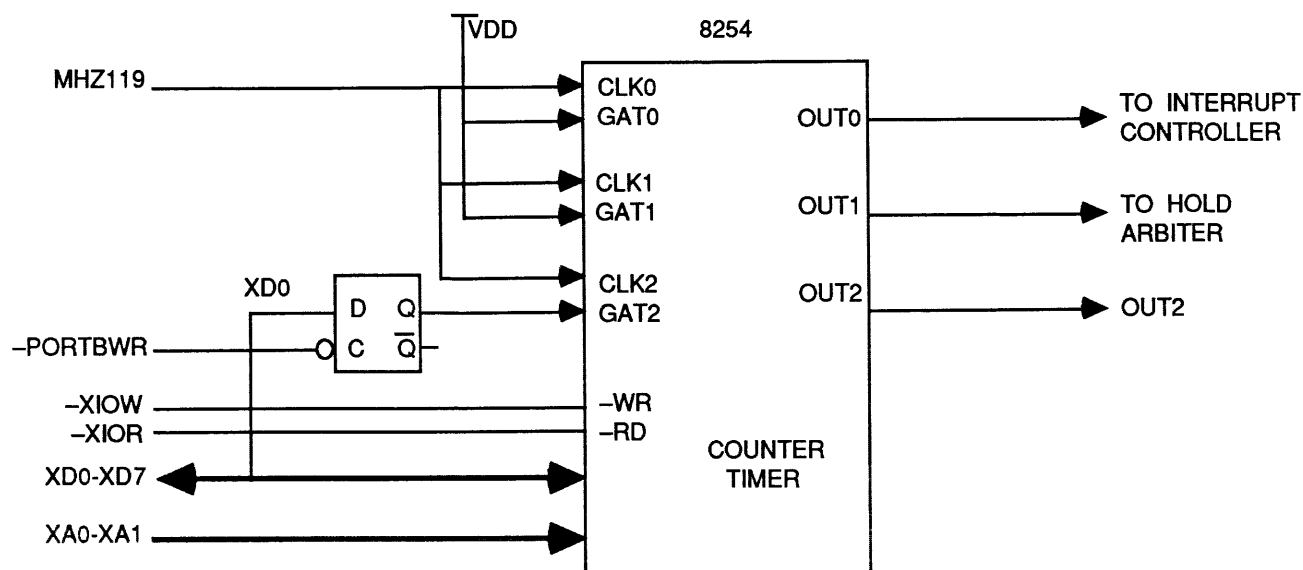 VDD
8254
MHZ119
CLK0
GAT0
OUT0
TO INTERRUPT
CONTROLLER
CLK1
GAT1
OUT1
TO HOLD
ARBITER
XD0
CLK2
GAT2
OUT2
OUT2
D Q
–PORTBWR
C Q̅
–XIOW
–WR
–XIOR
–RD
COUNTER
TIMER
XD0-XD7
XA0-XA1